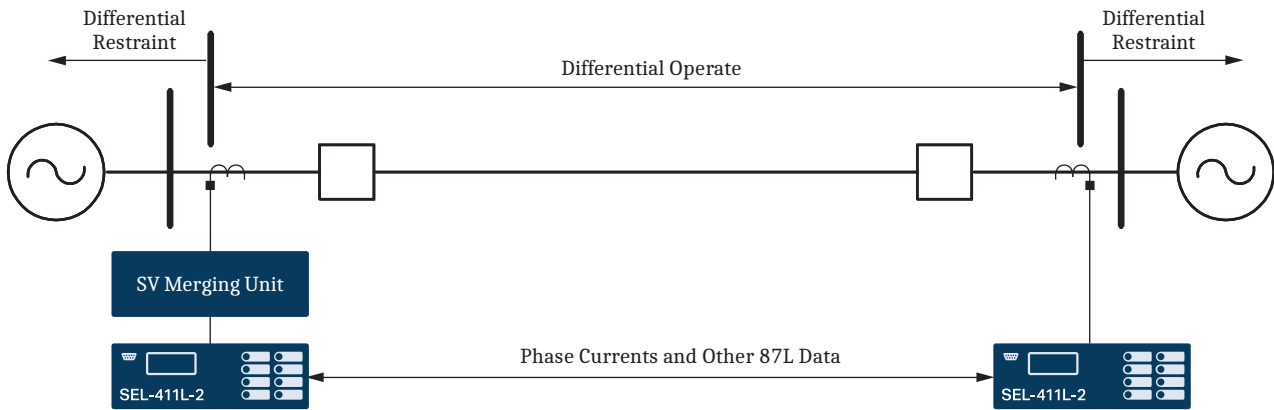 Differential
Restraint
Differential
Restraint
Differential Operate
SV Merging Unit
Phase Currents and Other 87L Data
SEL-411L-2
SEL-411L-2